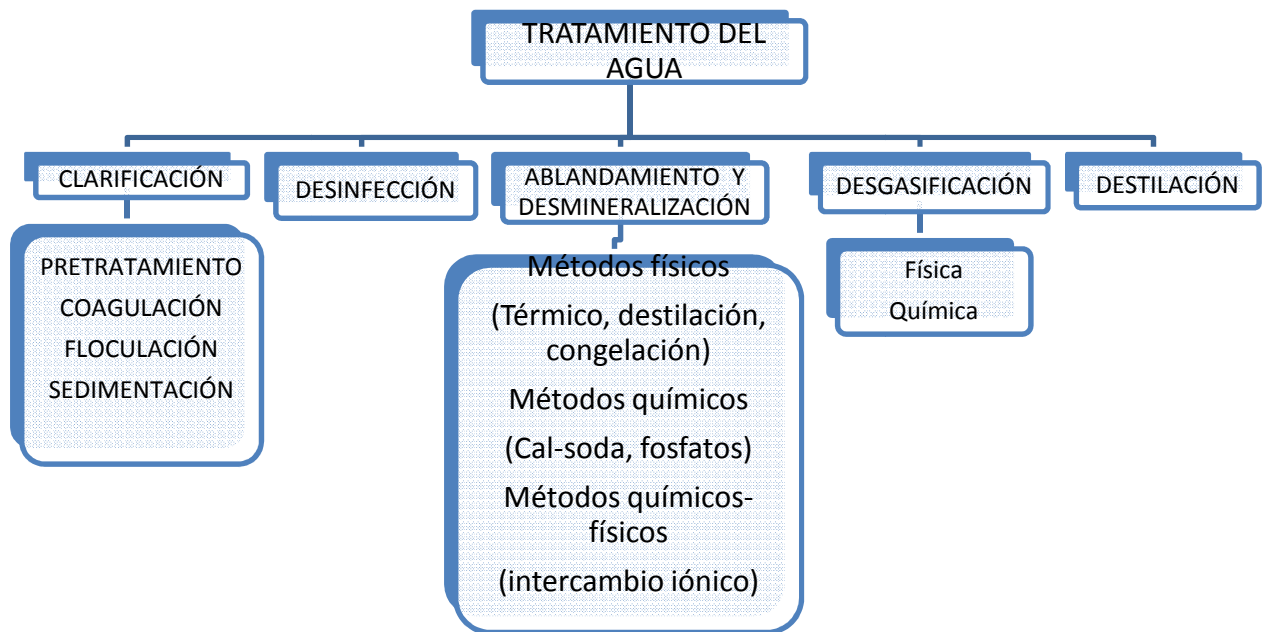 TRATAMIENTO DEL
AGUA
CLARIFICACIÓN
DESINFECCIÓN
ABLANDAMIENTO Y
DESMINERALIZACIÓN
DESGASIFICACIÓN
DESTILACIÓN
PRETRATAMIENTO
COAGULACIÓN
FLOCULACIÓN
SEDIMENTACIÓN
Métodos físicos
(Térmico, destilación,
congelación)
Métodos químicos
(Cal-soda, fosfatos)
Métodos químicos-
físicos
(intercambio iónico)
Física
Química